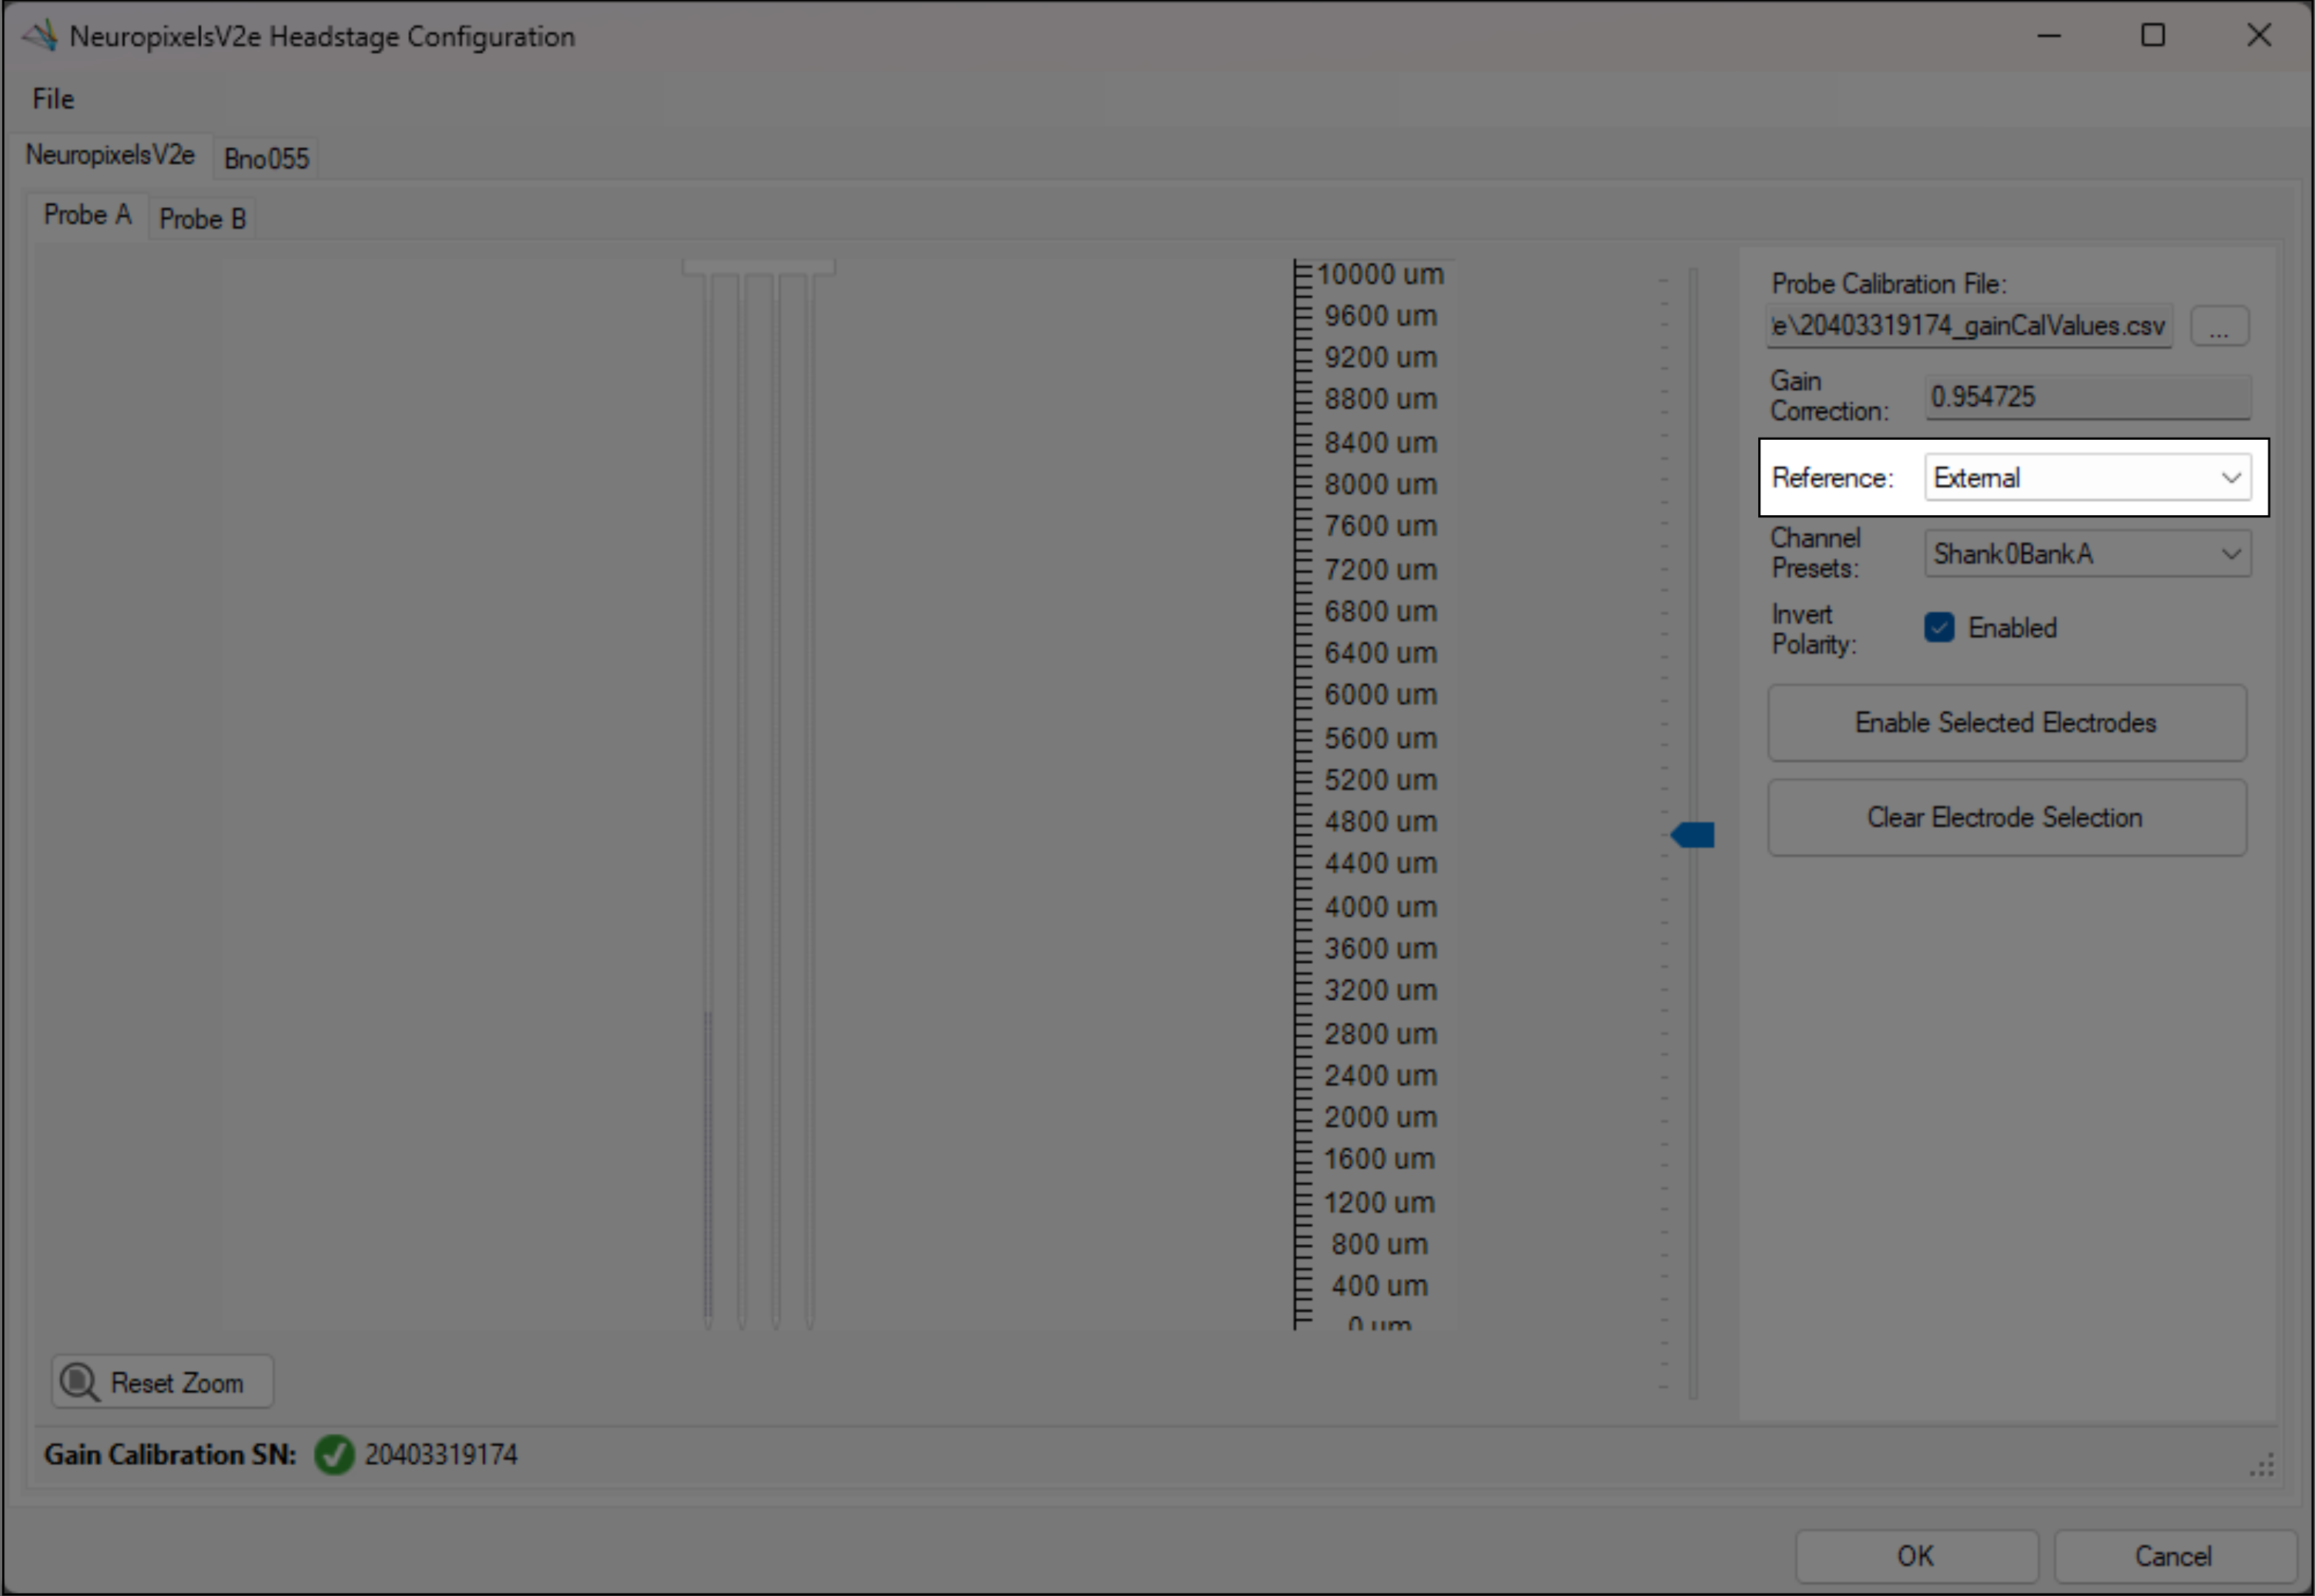 NeuropixelsV2e Headstage Configuration
File
NeuropixelsV2e Bno055
Probe A Probe B
10000 um
9600 um
9200 um
8800 um
8400 um
8000 um
7600 um
7200 um
6800 um
6400 um
6000 um
5600 um
5200 um
4800 um
4400 um
4000 um
3600 um
3200 um
2800 um
2400 um
2000 um
1600 um
1200 um
800 um
400 um
0 um
Probe Calibration File:
e\20403319174_gainCalValues.csv ...
Gain
Correction: 0.954725
Reference: External
Channel
Presets: Shank0BankA
Invert
Polarity: Enabled
Enable Selected Electrodes
Clear Electrode Selection
Reset Zoom
Gain Calibration SN: 20403319174
OK Cancel